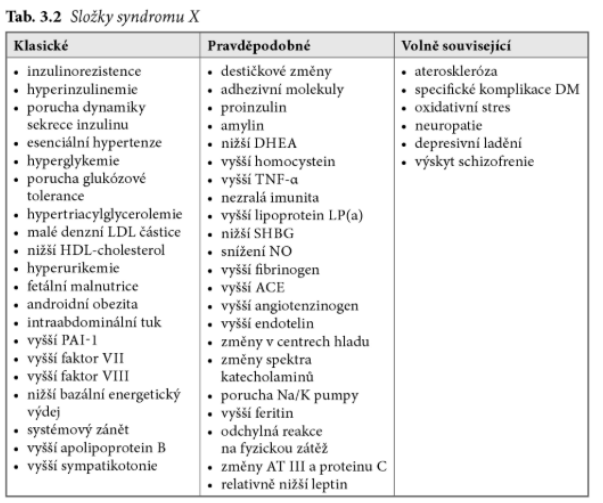 Tab. 3.2 Složky syndromu X
Klasické
• inzulinorezistence
• hyperinzulinemie
• porucha dynamiky
sekrece inzulinu
• esenciální hypertenze
• hyperglykemie
• porucha glukózové
tolerance
• hypertriacylglycerolemie
• malé denzní LDL částice
• nižší HDL-cholesterol
• hyperurikemie
• fetální malnutrice
• androidní obezita
• intraabdominální tuk
• vyšší PAI-1
• vyšší faktor VII
• vyšší faktor VIII
• nižší bazální energetický
výdej
• systémový zánět
• vyšší apolipoprotein B
• vyšší sympatikotonie
Pravděpodobné
• destičkové změny
• adhezivní molekuly
• proinzulin
• amylin
• nižší DHEA
• vyšší homocystein
• vyšší TNF-α
• nezralá imunita
• vyšší lipoprotein LP(a)
• nižší SHBG
• snížení NO
• vyšší fibrinogen
• vyšší ACE
• vyšší angiotenzinogen
• vyšší endotelin
• změny v centrech hladu
• změny spektra
katecholaminů
• porucha Na/K pumpy
• vyšší feritin
• odchylná reakce
na fyzickou zátěž
• změny AT III a proteinu C
• relativně nižší leptin
Volně související
• ateroskleróza
• specifické komplikace DM
• oxidativní stres
• neuropatie
• depresivní ladění
• výskyt schizofrenie